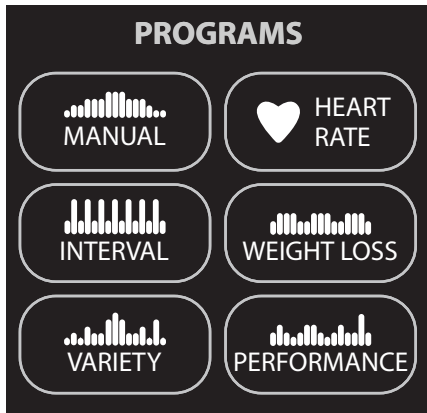 PROGRAMS
MANUAL
HEART
RATE
INTERVAL
WEIGHT LOSS
VARIETY
PERFORMANCE